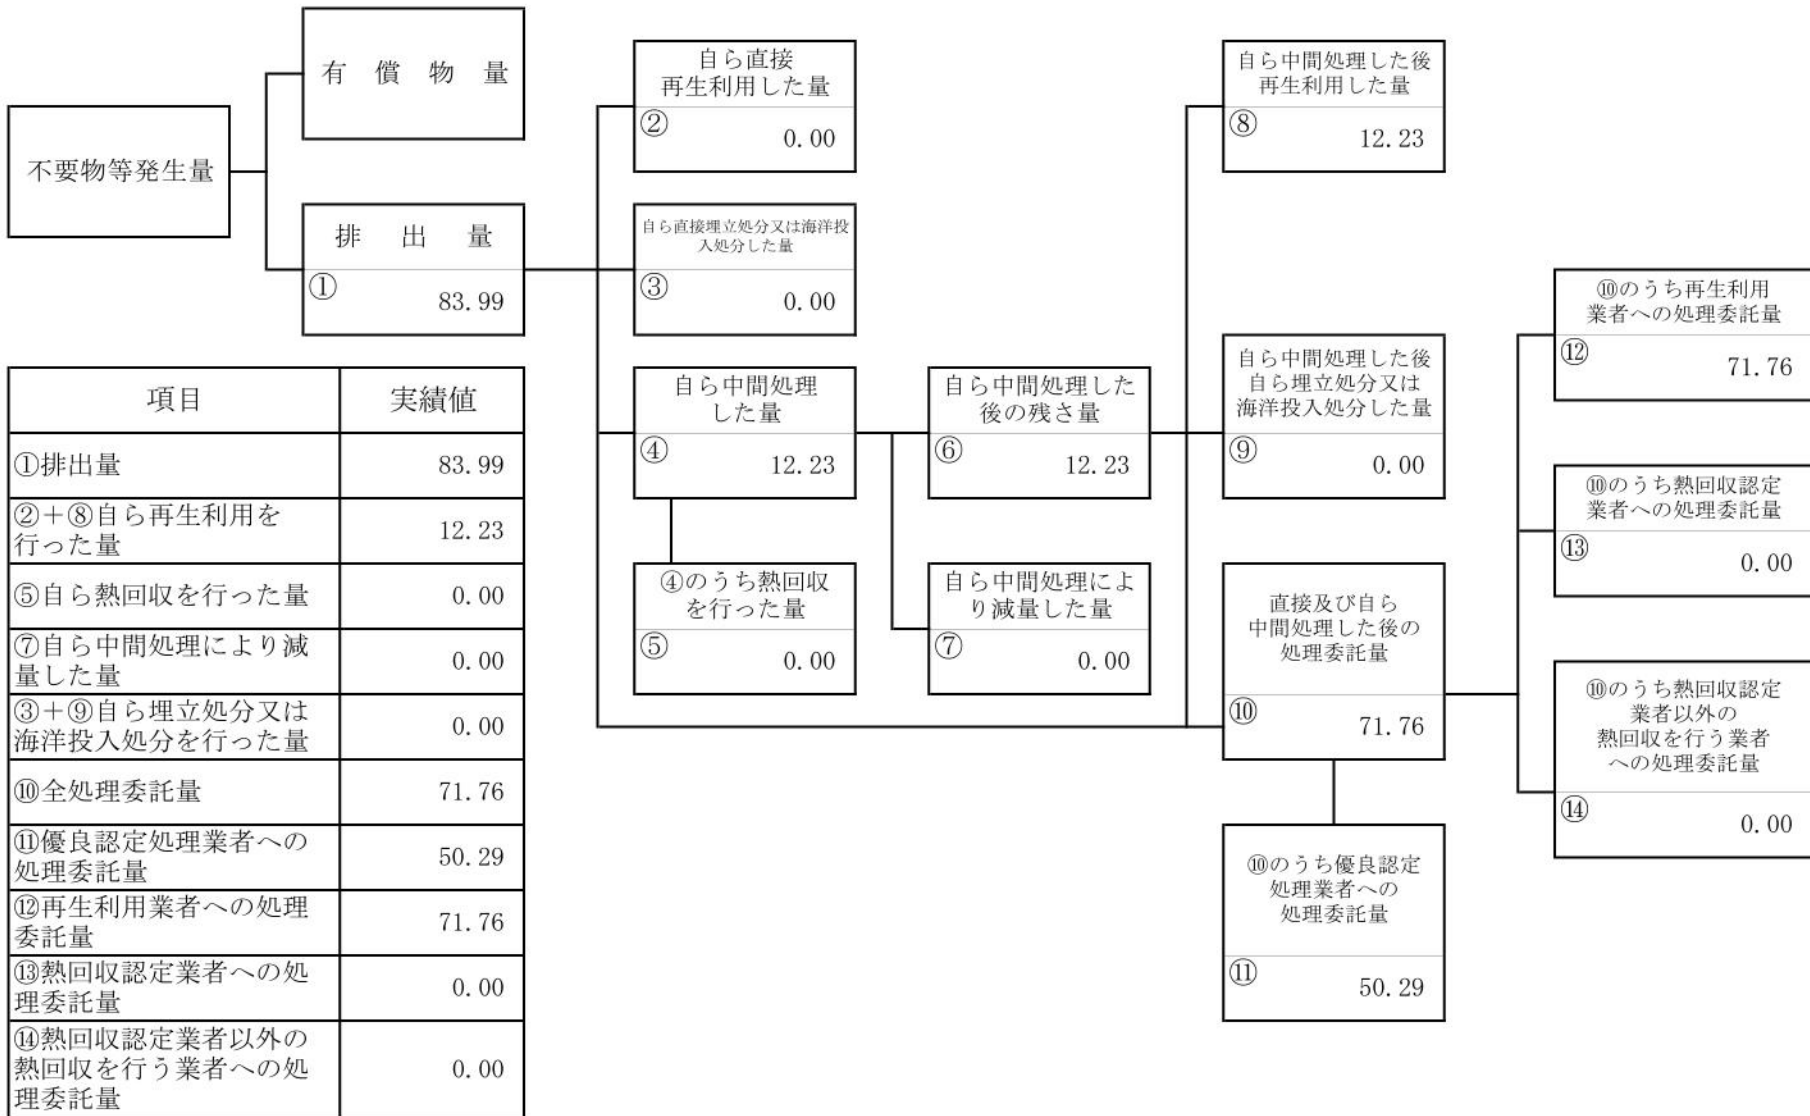 有償物量
不要物等発生量
排出量
①
83.99
自ら直接
再生利用した量
②
0.00
自ら直接埋立処分又は海洋投
入処分した量
③
0.00
自ら中間処理
した量
④
12.23
④のうち熱回収
を行った量
⑤
0.00
自ら中間処理した
後の残さ量
⑥
12.23
自ら中間処理によ
り減量した量
⑦
0.00
自ら中間処理した後
再生利用した量
⑧
12.23
自ら中間処理した後
自ら埋立処分又は
海洋投入処分した量
⑨
0.00
直接及び自ら
中間処理した後の
処理委託量
⑩
71.76
⑩のうち優良認定
処理業者への
処理委託量
⑪
50.29
⑩のうち再生利用
業者への処理委託量
⑫
71.76
⑩のうち熱回収認定
業者への処理委託量
⑬
0.00
⑩のうち熱回収認定
業者以外の
熱回収を行う業者
への処理委託量
⑭
0.00
項目 実績値
①排出量 83.99
②+⑧自ら再生利用を
行った量
12.23
⑤自ら熱回収を行った量 0.00
⑦自ら中間処理により減
量した量
0.00
③+⑨自ら埋立処分又は
海洋投入処分を行った量
0.00
⑩全処理委託量 71.76
⑪優良認定処理業者への
処理委託量
50.29
⑫再生利用業者への処理
委託量
71.76
⑬熱回収認定業者への処
理委託量
0.00
⑭熱回収認定業者以外の
熱回収を行う業者への処
理委託量
0.00